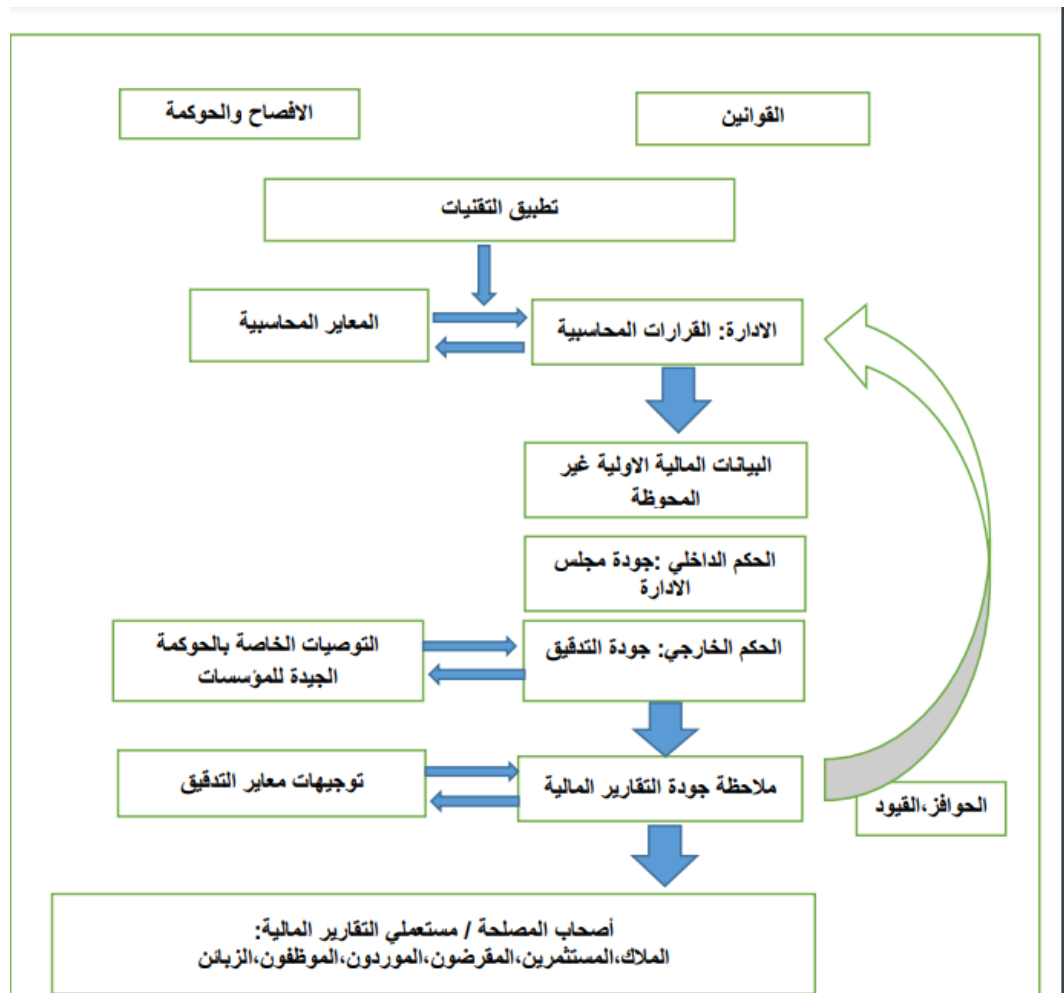 القوانين
الافصاح والحوكمة
تطبيق التقنيات
المعاير المحاسبية
الادارة: القرارات المحاسبية
البيانات المالية الاولية غير
المحوظة
الحكم الداخلي :جودة مجلس
الادارة
الحكم الخارجي: جودة التدقيق
التوصيات الخاصة بالحوكمة
الجيدة للمؤسسات
ملاحظة جودة التقارير المالية
توجيهات معاير التدقيق
الحوافز،القيود
أصحاب المصلحة / مستعملي التقارير المالية:
الملاك،المستثمرين،المقرضون،الموردون،الموظفون،الزبائن